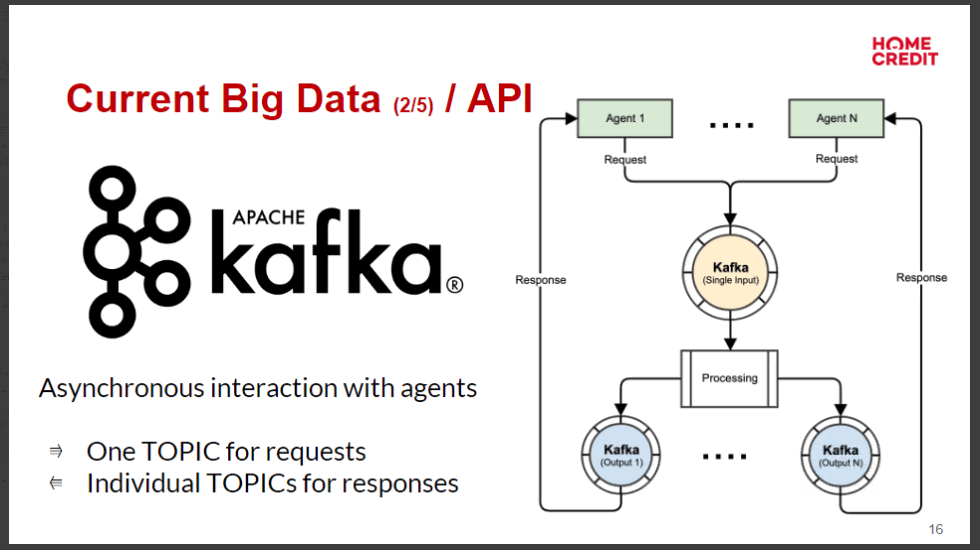 HOME
CREDIT
Current Big Data (2/5) / API
APACHE
kafka®
Asynchronous interaction with agents
⇒ One TOPIC for requests
⇐ Individual TOPICs for responses
Agent 1
....
Agent N
Request
Request
Kafka
(Single Input)
Response
Response
Processing
Kafka
(Output 1)
....
Kafka
(Output N)
16